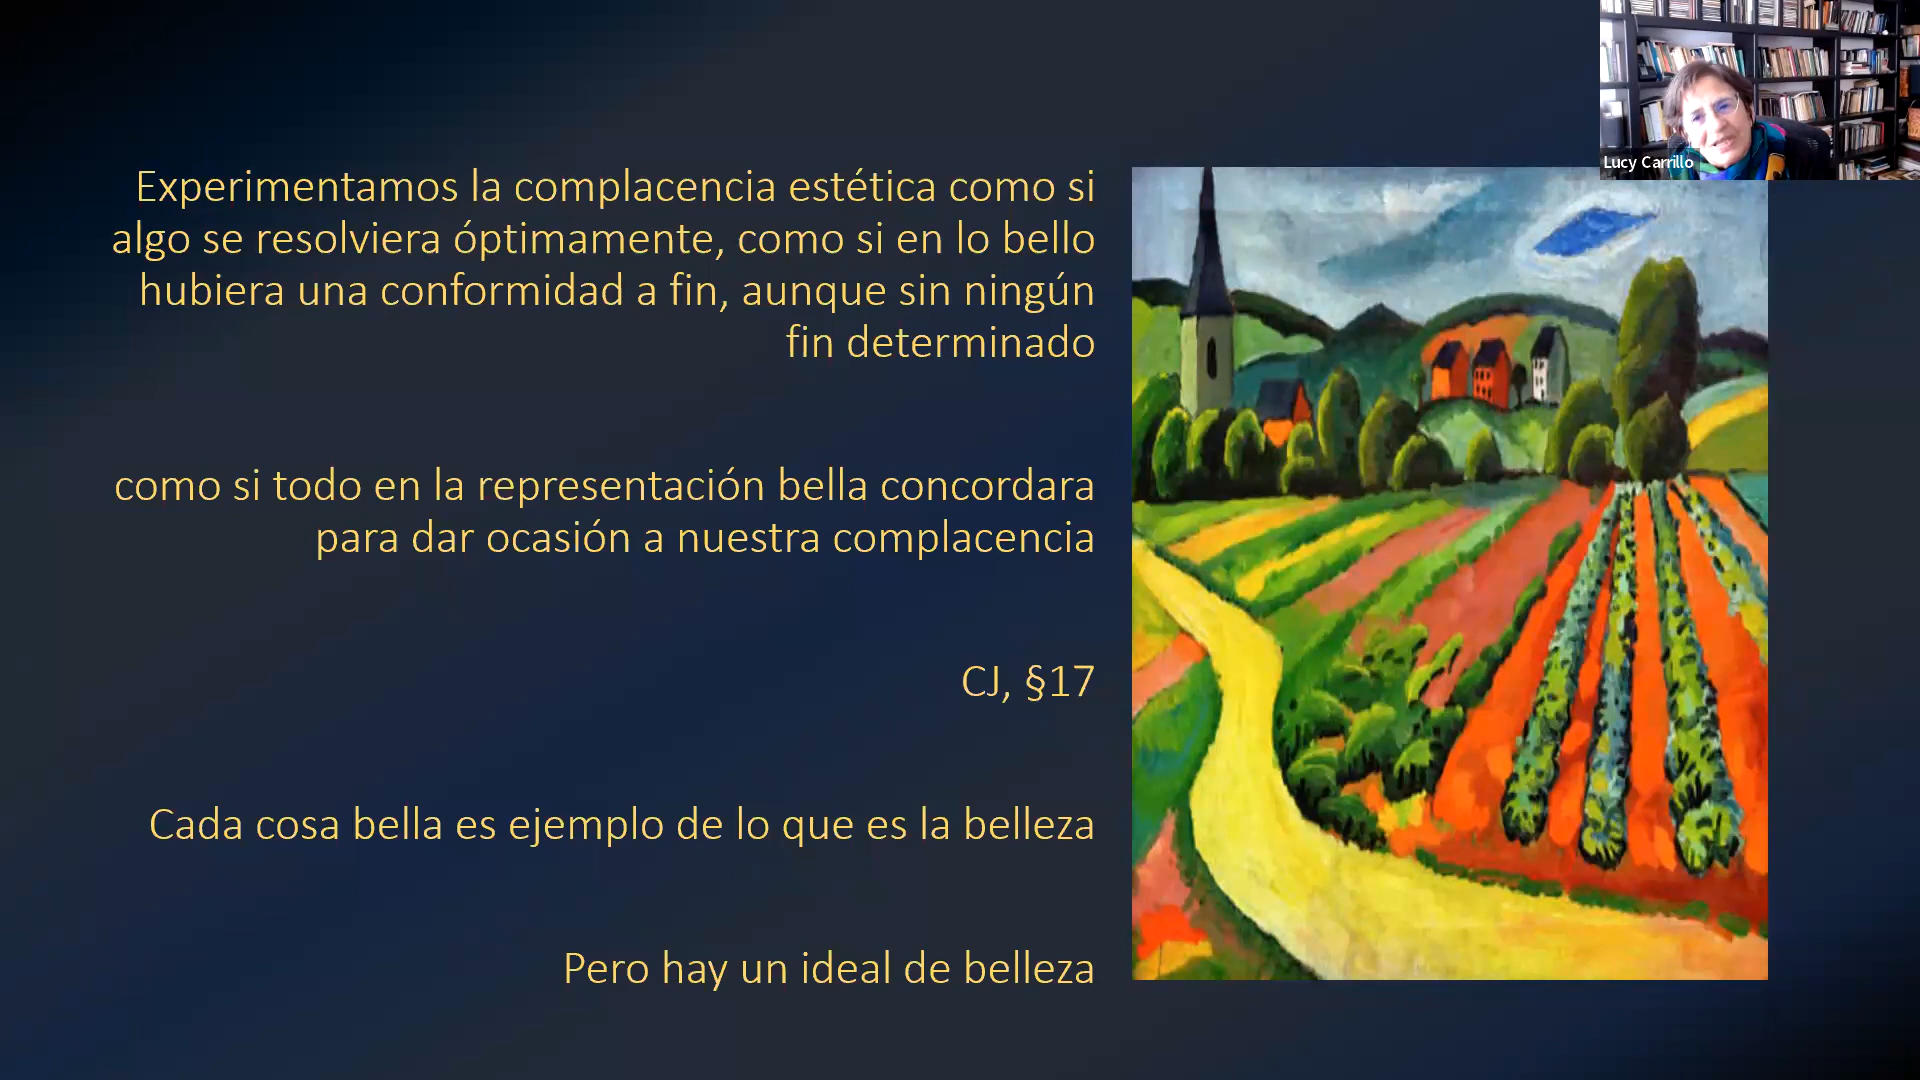 Lucy Carrillo
Experimentamos la complacencia estética como si
algo se resolviera óptimamente, como si en lo bello
hubiera una conformidad a fin, aunque sin ningún
fin determinado
como si todo en la representación bella concordara
para dar ocasión a nuestra complacencia
CJ, §17
Cada cosa bella es ejemplo de lo que es la belleza
Pero hay un ideal de belleza